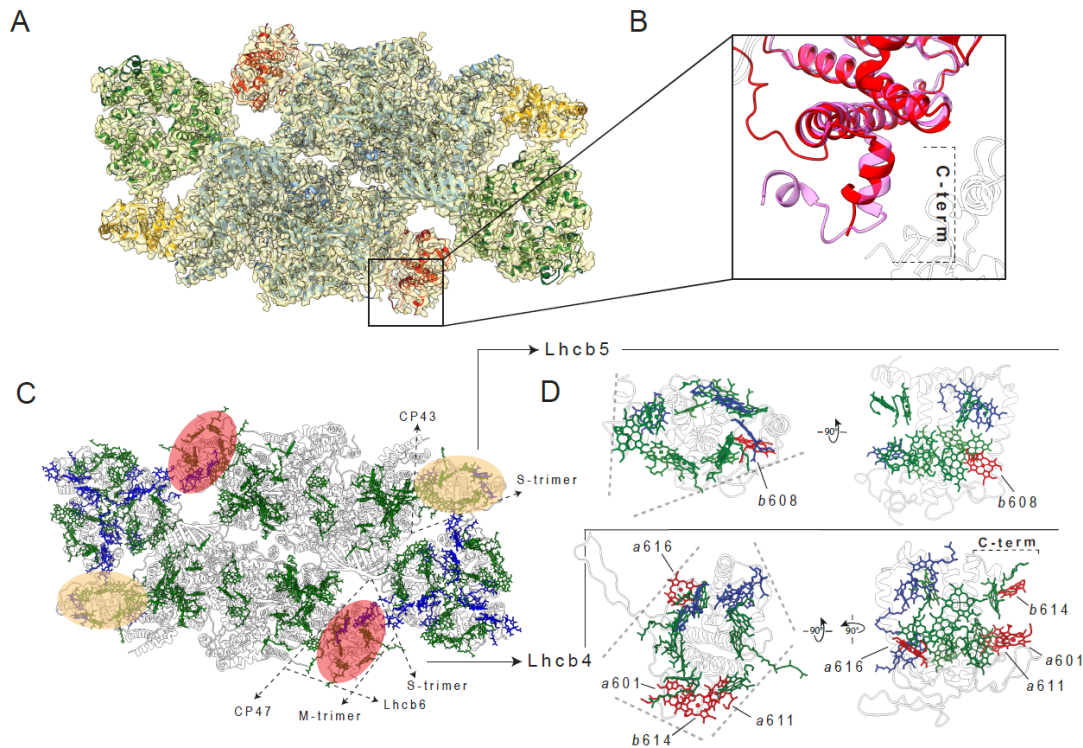 A
B
C-term
Lhcb5
C
D
CP43
S-trimer
90°
b608
b608
C-term
a616
b614
90°
90°
a601
a616
a611
Lhcb4
S-trimer
Lhcb6
CP47
M-trimer
a601
a611
b614